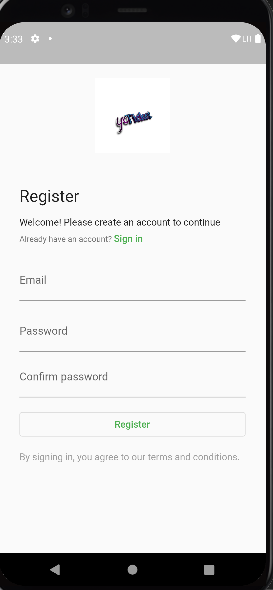 3:33
LTE
Register
Welcome! Please create an account to continue
Already have an account? Sign in
Email
Password
Confirm password
Register
By signing in, you agree to our terms and conditions.